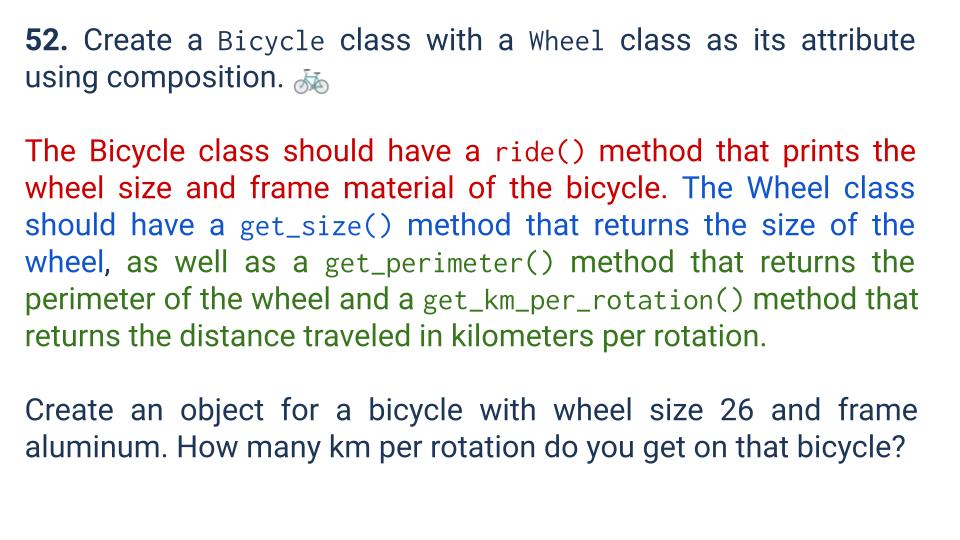 52. Create a Bicycle class with a Wheel class as its attribute
using composition. 🚲
The Bicycle class should have a ride() method that prints the
wheel size and frame material of the bicycle. The Wheel class
should have a get_size() method that returns the size of the
wheel, as well as a get_perimeter() method that returns the
perimeter of the wheel and a get_km_per_rotation() method that
returns the distance traveled in kilometers per rotation.
Create an object for a bicycle with wheel size 26 and frame
aluminum. How many km per rotation do you get on that bicycle?